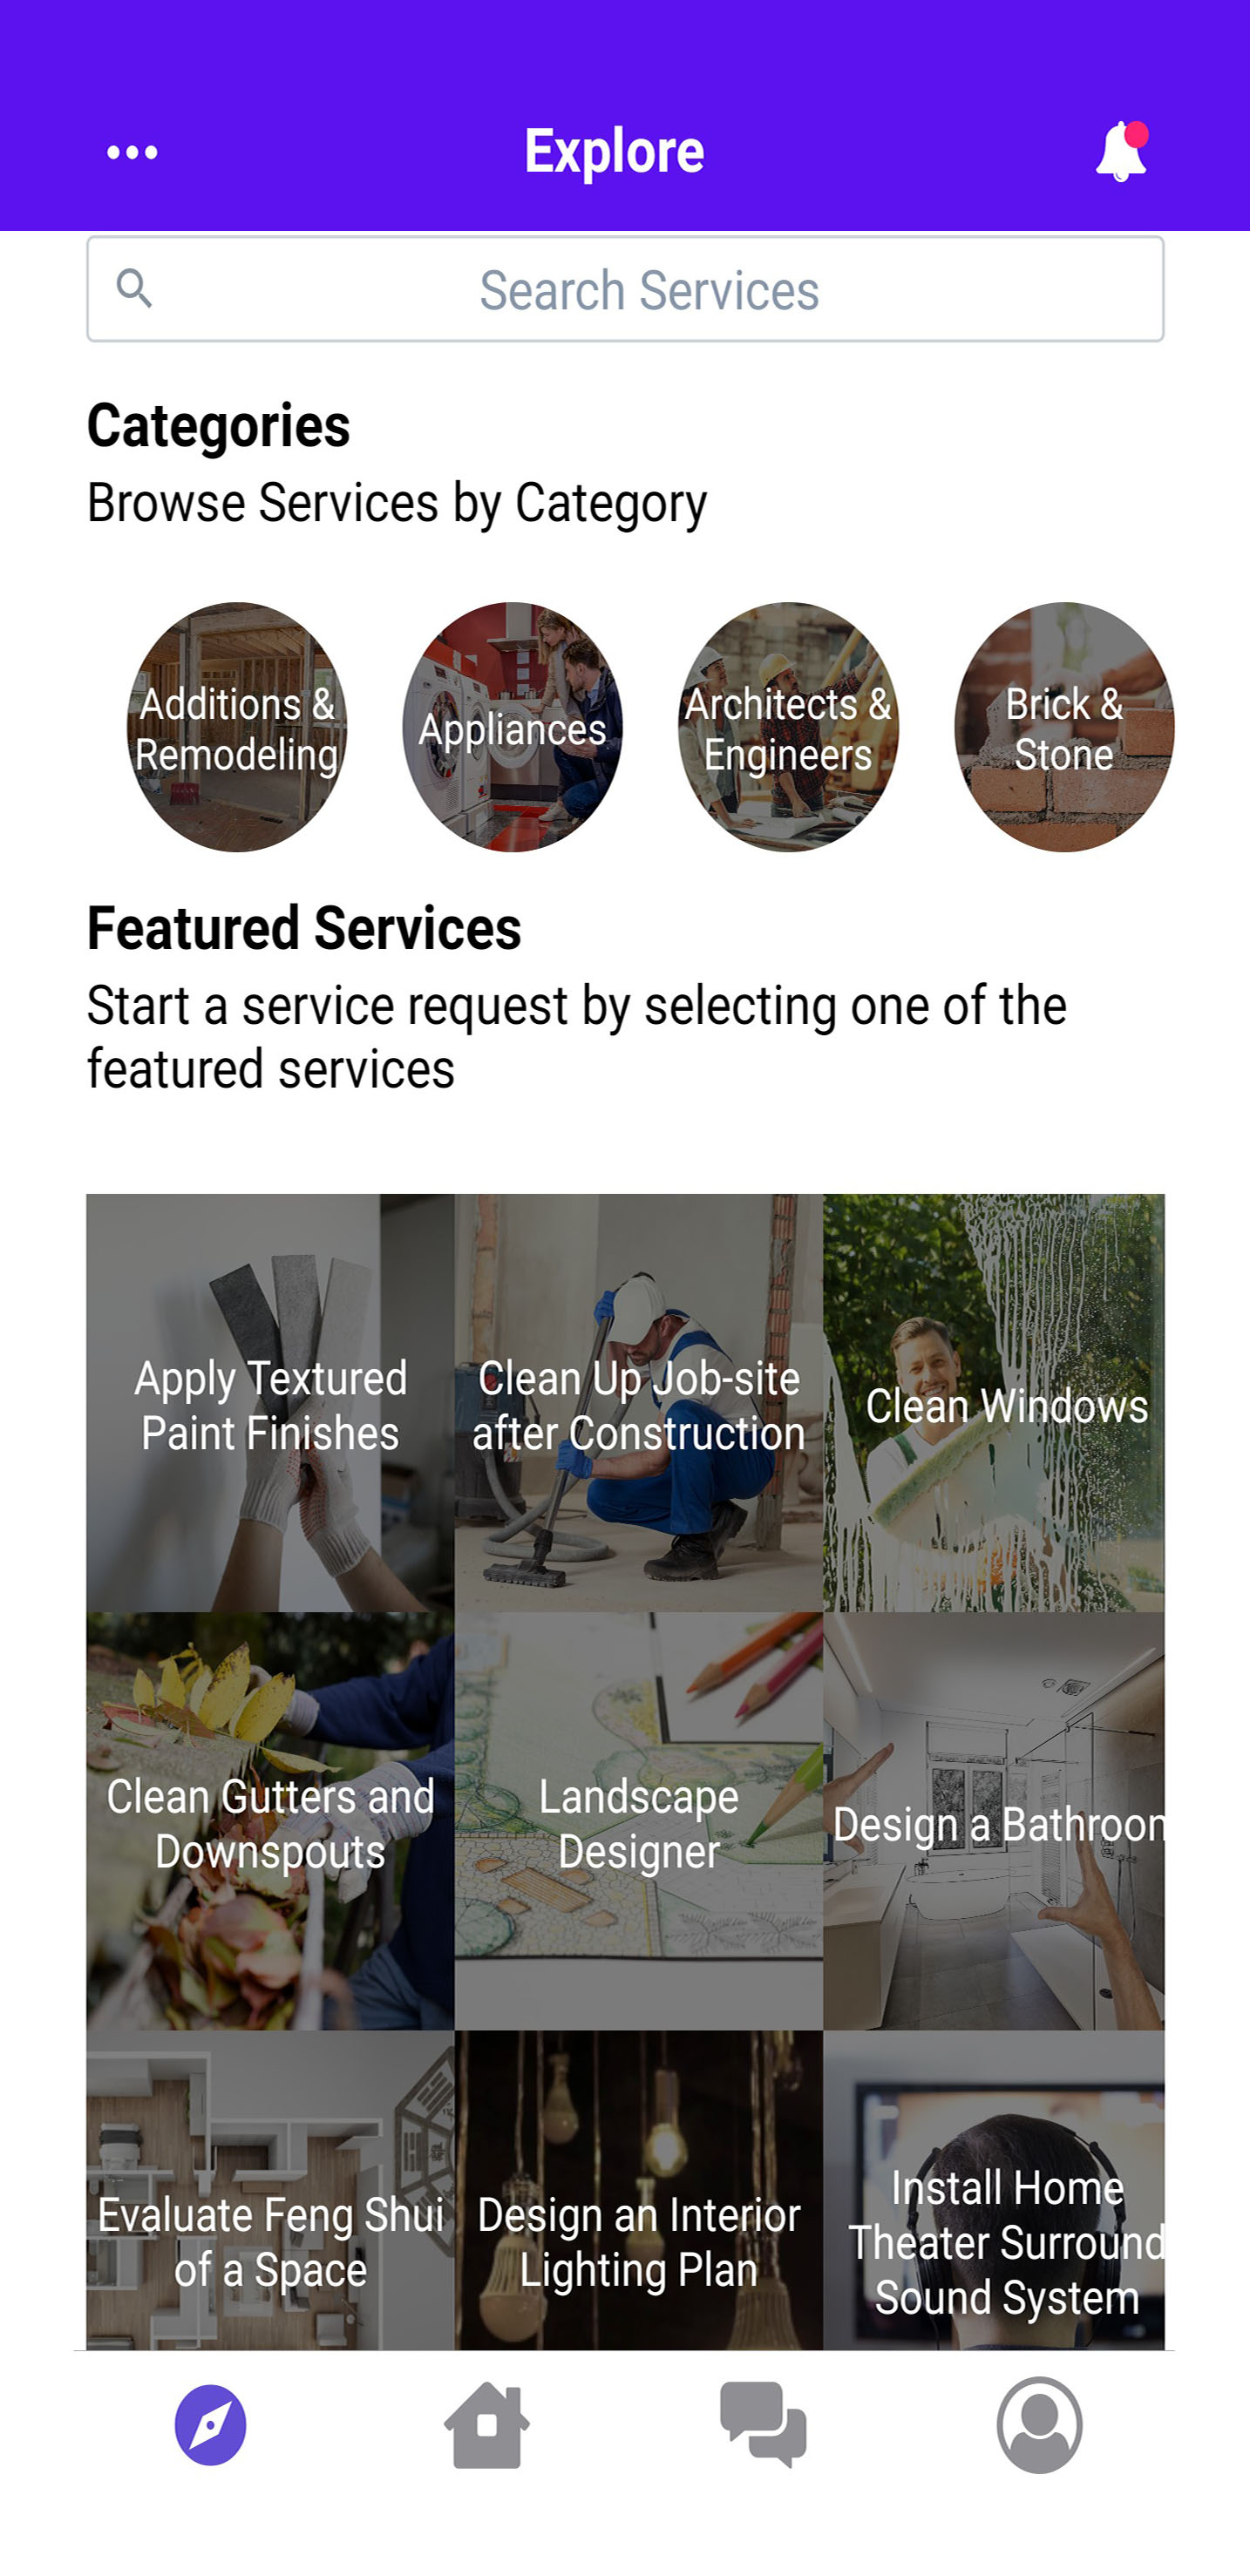 Explore
Search Services
Categories
Browse Services by Category
Additions &
Remodeling
Appliances
Architects &
Engineers
Brick &
Stone
Featured Services
Start a service request by selecting one of the
featured services
Apply Textured
Paint Finishes
Clean Up Job-site
after Construction
Clean Windows
Clean Gutters and
Downspouts
Landscape
Designer
Design a Bathroom
Evaluate Feng Shui
of a Space
Design an Interior
Lighting Plan
Install Home
Theater Surround
Sound System